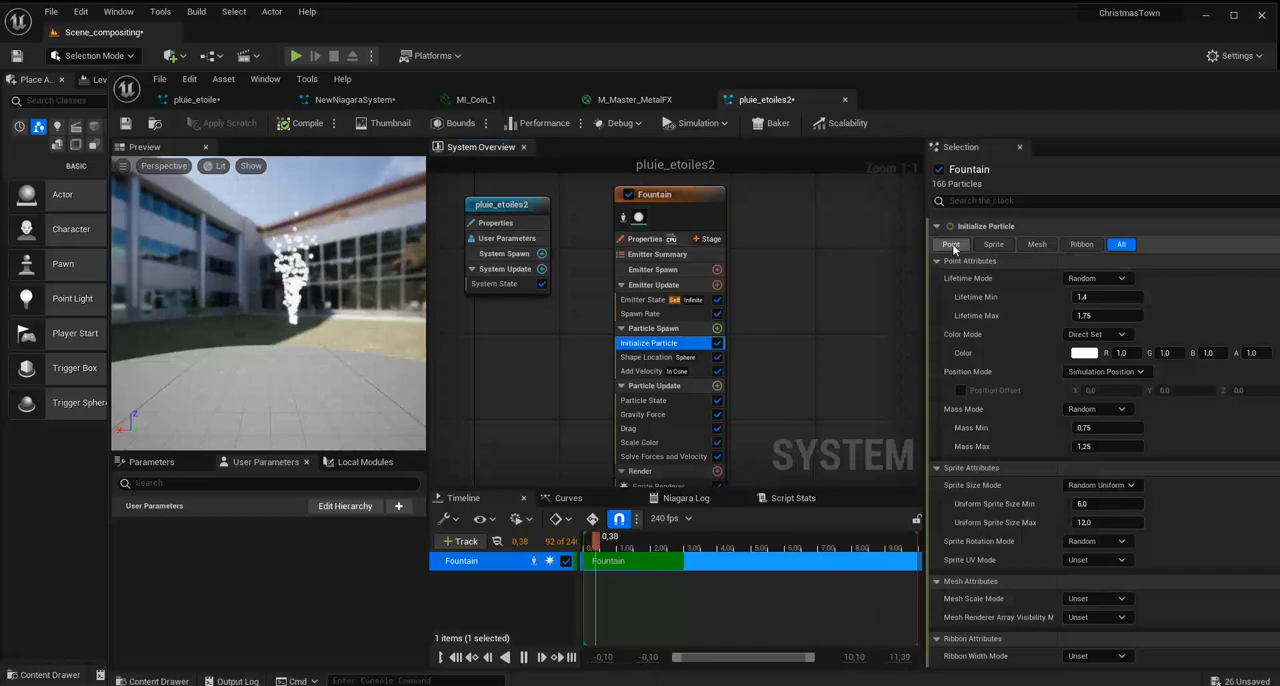 File Edit Window Tools Build Select Actor Help
ChristmasTown
Scene_compositing*
Selection Mode
Platforms
Settings
Place A...
Lev
Search Classes
BASIC
Actor
Character
Pawn
Point Light
Player Start
Trigger Box
Trigger Sphere
Content Drawer
File Edit Asset Window Tools Help
pluie_etoile*
NewNiagaraSystem*
MI_Coin_1
M_Master_MetalFX
pluie_etoiles2*
Apply Scratch
Compile
Thumbnail
Bounds
Performance
Debug
Simulation
Baker
Scalability
Preview
Perspective
Lit
Show
Z
Parameters
User Parameters
Local Modules
Search
User Parameters
Edit Hierarchy
System Overview
pluie_etoiles2
Zoom 1:1
pluie_etoiles2
Properties
User Parameters
System Spawn
System Update
System State
Fountain
Properties CPU
Stage
Emitter Summary
Emitter Spawn
Emitter Update
Emitter State Self Infinite
Spawn Rate
Particle Spawn
Initialize Particle
Shape Location Sphere
Add Velocity In Cone
Particle Update
Particle State
Gravity Force
Drag
Scale Color
Solve Forces and Velocity
Render
Sprite Renderer
SYSTEM
Timeline
Curves
Niagara Log
Script Stats
240 fps
Track
0,38
92 of 24
0,38
1,00 2,00 3,00 4,00 5,00 6,00 7,00 8,00 9,00
Fountain
Fountain
1 items (1 selected)
-0,10
-0,10
10,10
11,39
Selection
Fountain
166 Particles
Search the stack
Initialize Particle
Point Sprite Mesh Ribbon All
Point Attributes
Lifetime Mode Random
Lifetime Min 1,4
Lifetime Max 1,75
Color Mode Direct Set
Color R 1,0 G 1,0 B 1,0 A 1,0
Position Mode Simulation Position
Position Offset X 0,0 Y 0,0 Z 0,0
Mass Mode Random
Mass Min 0,75
Mass Max 1,25
Sprite Attributes
Sprite Size Mode Random Uniform
Uniform Sprite Size Min 6,0
Uniform Sprite Size Max 12,0
Sprite Rotation Mode Random
Sprite UV Mode Unset
Mesh Attributes
Mesh Scale Mode Unset
Mesh Renderer Array Visibility M Unset
Ribbon Attributes
Ribbon Width Mode Unset
Content Drawer
Output Log
Cmd
Enter Console Command
26 Unsaved